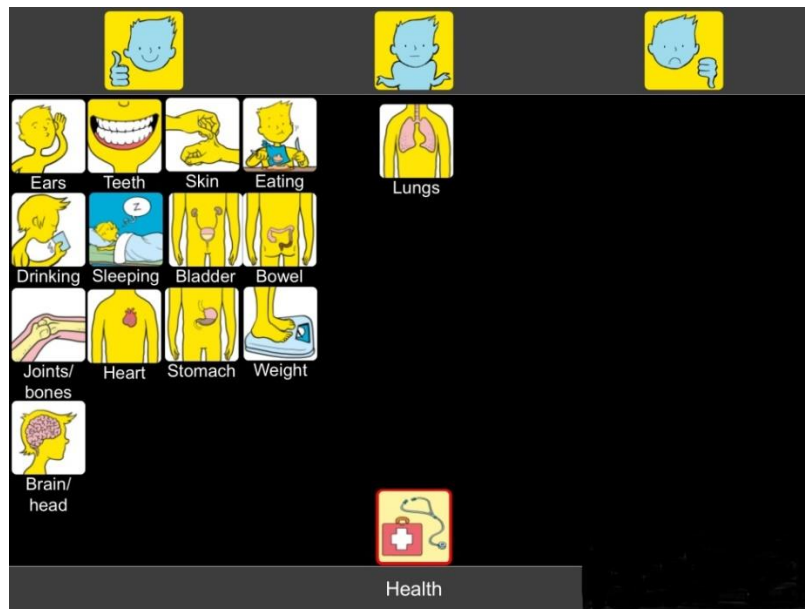 Ears Teeth Skin Eating
Lungs
Drinking Sleeping Bladder Bowel
Joints/
bones
Heart Stomach Weight
Brain/
head
Health
Z